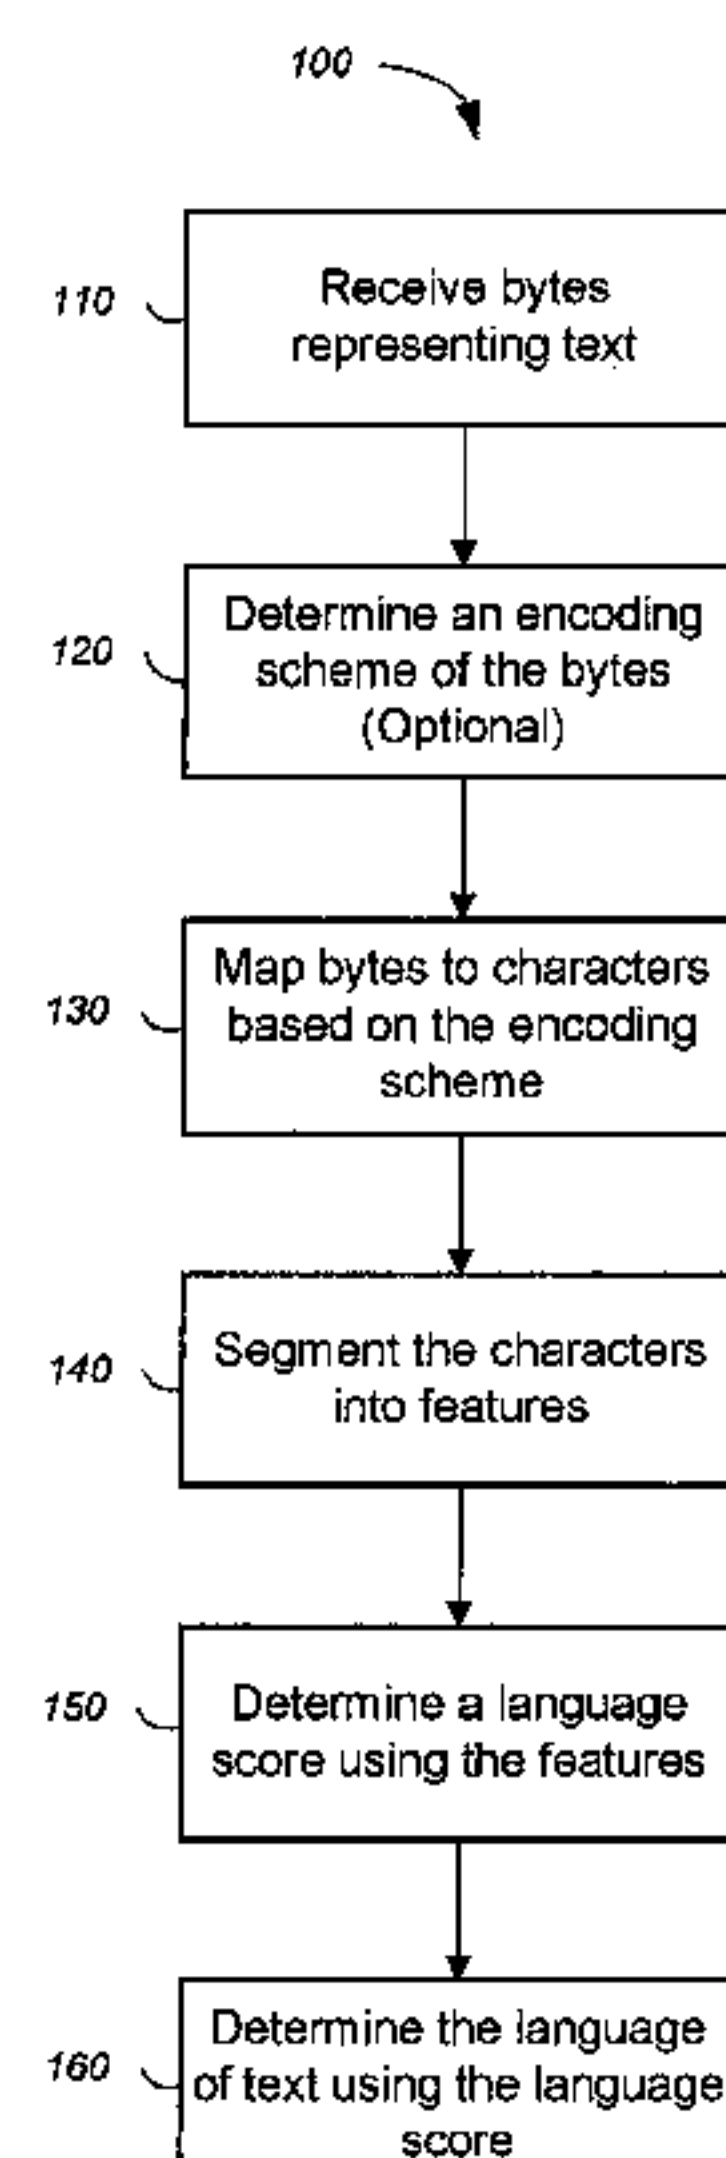 100
110
Receive bytes
representing text
120
Determine an encoding
scheme of the bytes
(Optional)
130
Map bytes to characters
based on the encoding
scheme
140
Segment the characters
into features
150
Determine a language
score using the features
160
Determine the language
of text using the language
score